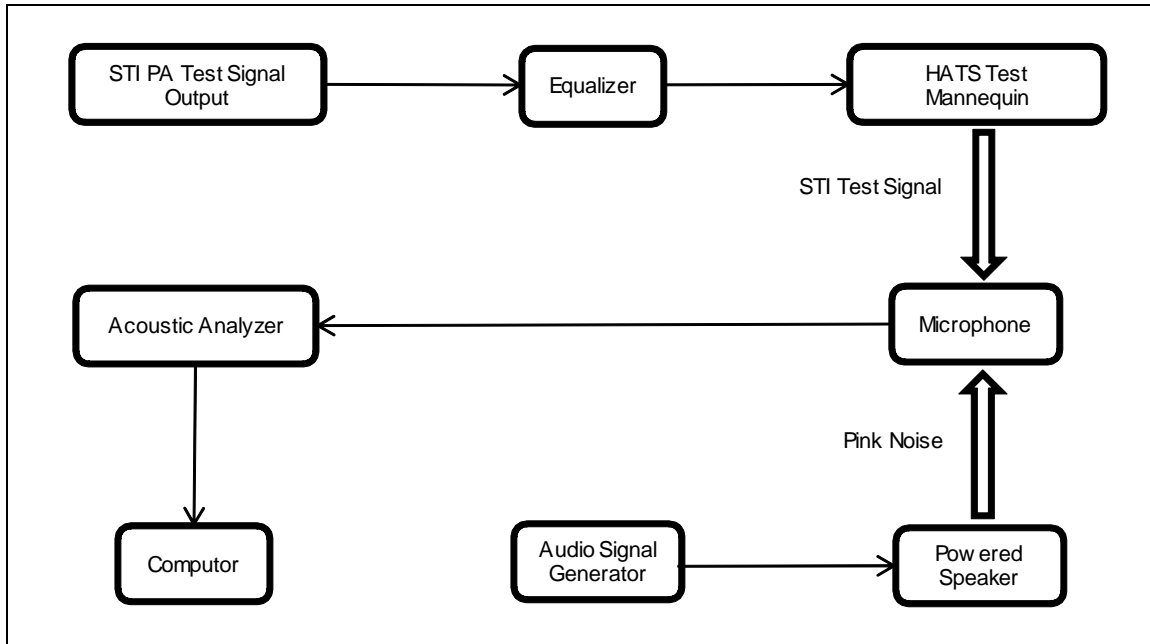 STI PA Test Signal
Output
Equalizer
HATS Test
Mannequin
STI Test Signal
Acoustic Analyzer
Microphone
Pink Noise
Computor
Audio Signal
Generator
Powered
Speaker